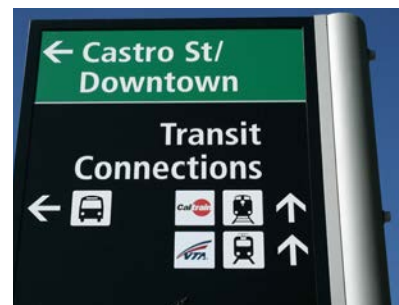 ← Castro St/
Downtown
Transit
Connections
Caltrain
VTA